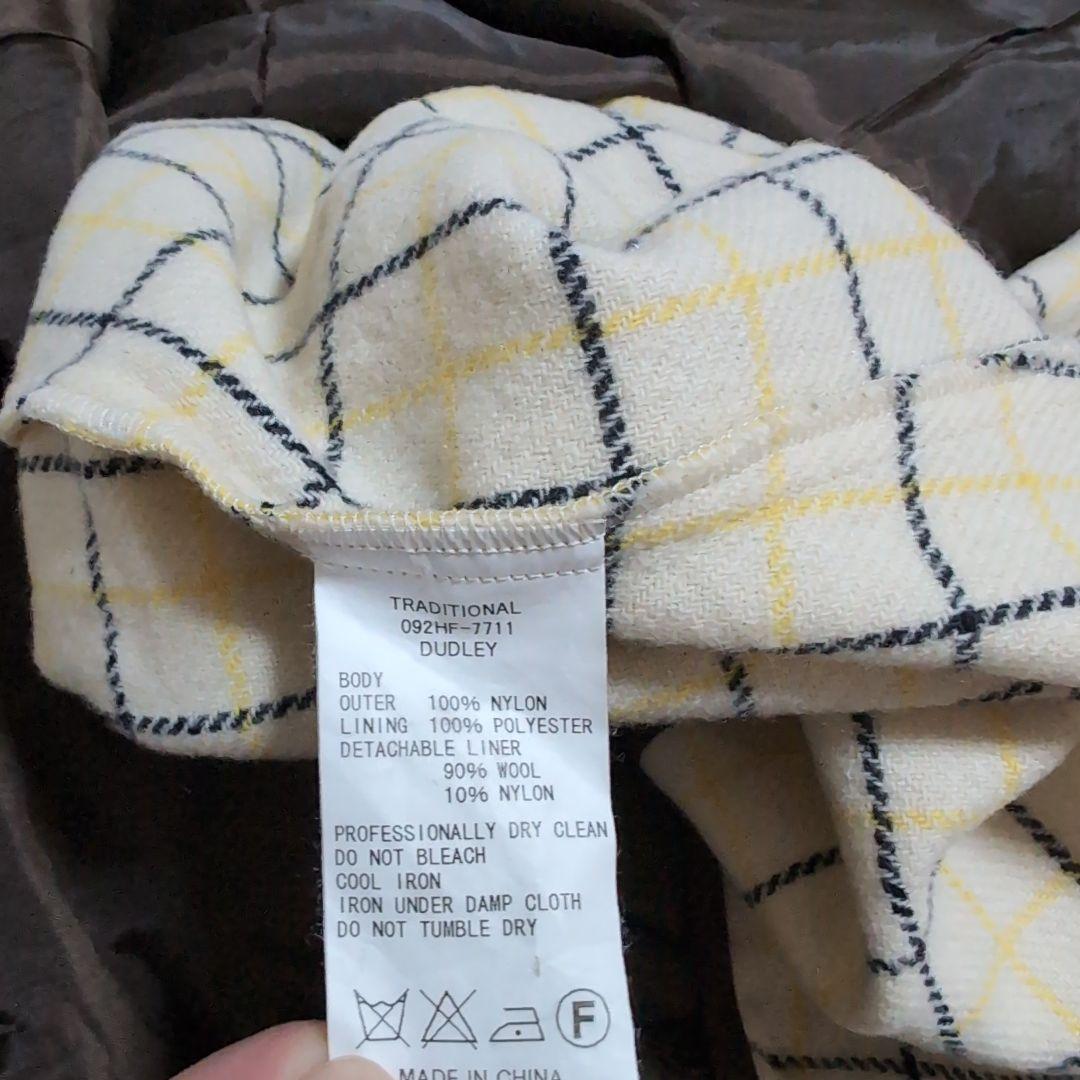 TRADITIONAL
092HF-7711
DUDLEY
BODY
OUTER 100% NYLON
LINING 100% POLYESTER
DETACHABLE LINER
90% WOOL
10% NYLON
PROFESSIONALLY DRY CLEAN
DO NOT BLEACH
COOL IRON
IRON UNDER DAMP CLOTH
DO NOT TUMBLE DRY
F
MADE IN CHINA